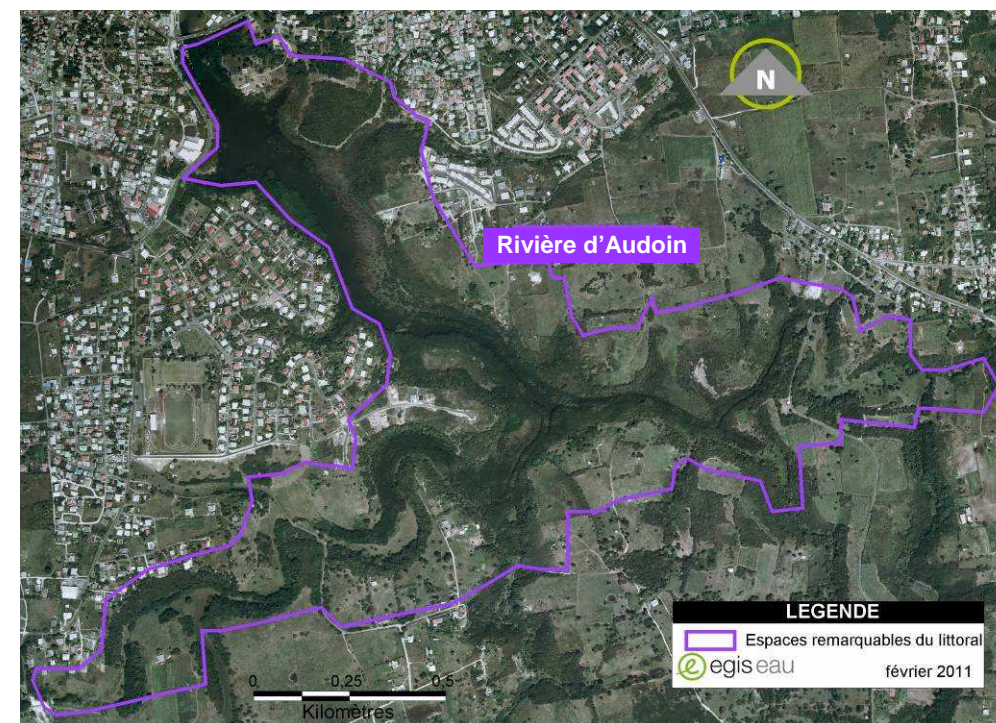 N
Rivière d’Audoin
LEGENDE
Espaces remarquables du littoral
egis eau
février 2011
0 0,25 0,5
Kilomètres